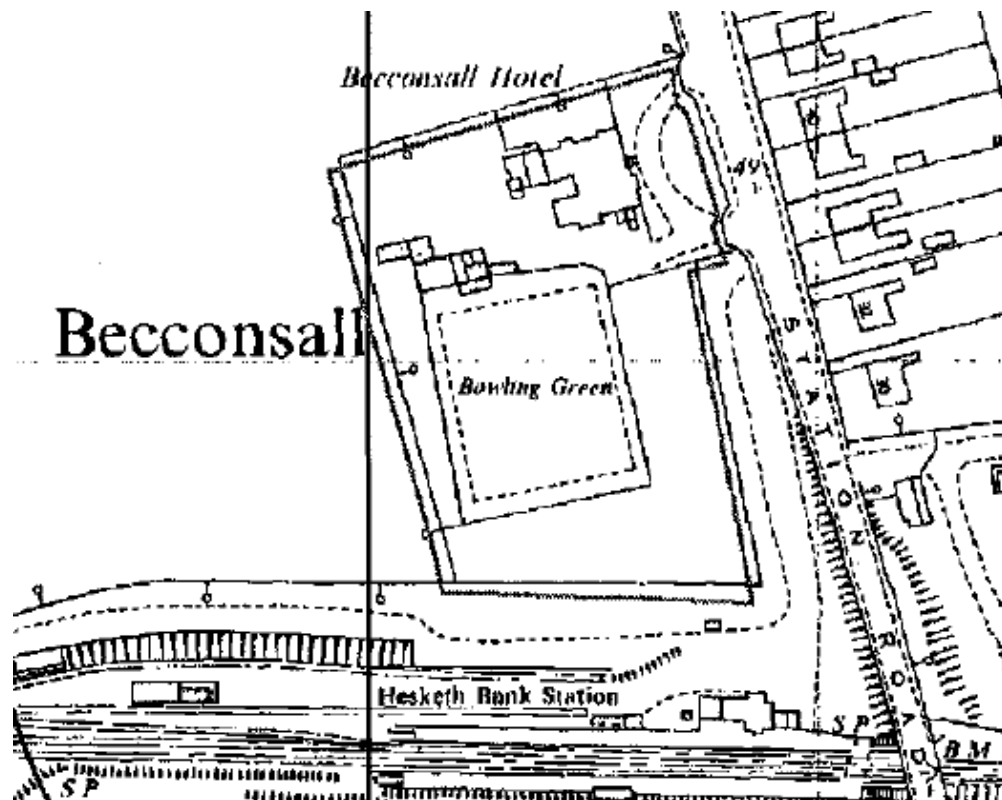 Becconsall Hotel
49
Becconsall
Bowling Green
STATION ROAD
Hesketh Bank Station
S P
B M
S P